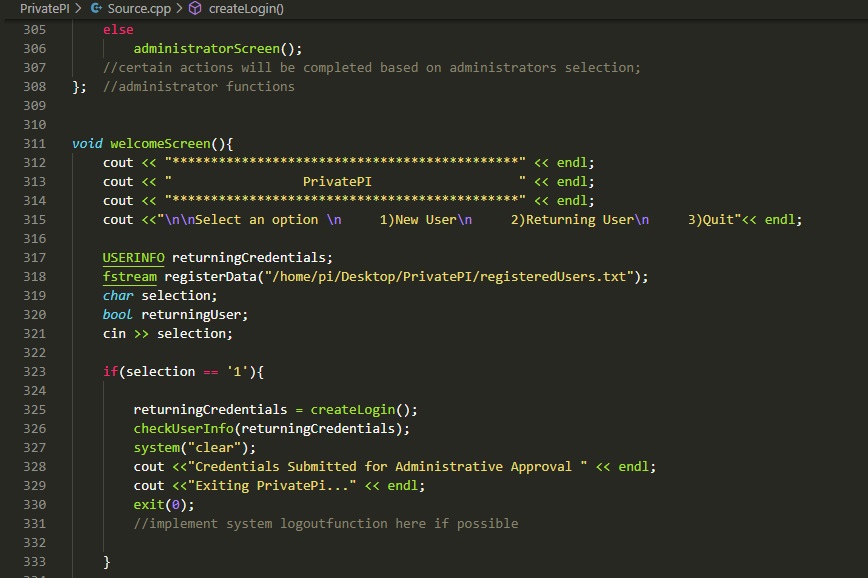 PrivatePI > Source.cpp > createLogin()
305 else
306 administratorScreen();
307 //certain actions will be completed based on administrators selection;
308 }; //administrator functions
309
310
311 void welcomeScreen(){
312 cout << "*********************************************" << endl;
313 cout << "                 PrivatePI                   " << endl;
314 cout << "*********************************************" << endl;
315 cout <<"\n\nSelect an option \n     1)New User\n     2)Returning User\n     3)Quit"<< endl;
316
317 USERINFO returningCredentials;
318 fstream registerData("/home/pi/Desktop/PrivatePI/registeredUsers.txt");
319 char selection;
320 bool returningUser;
321 cin >> selection;
322
323 if(selection == '1'){
324
325 returningCredentials = createLogin();
326 checkUserInfo(returningCredentials);
327 system("clear");
328 cout <<"Credentials Submitted for Administrative Approval " << endl;
329 cout <<"Exiting PrivatePi..." << endl;
330 exit(0);
331 //implement system logoutfunction here if possible
332
333 }